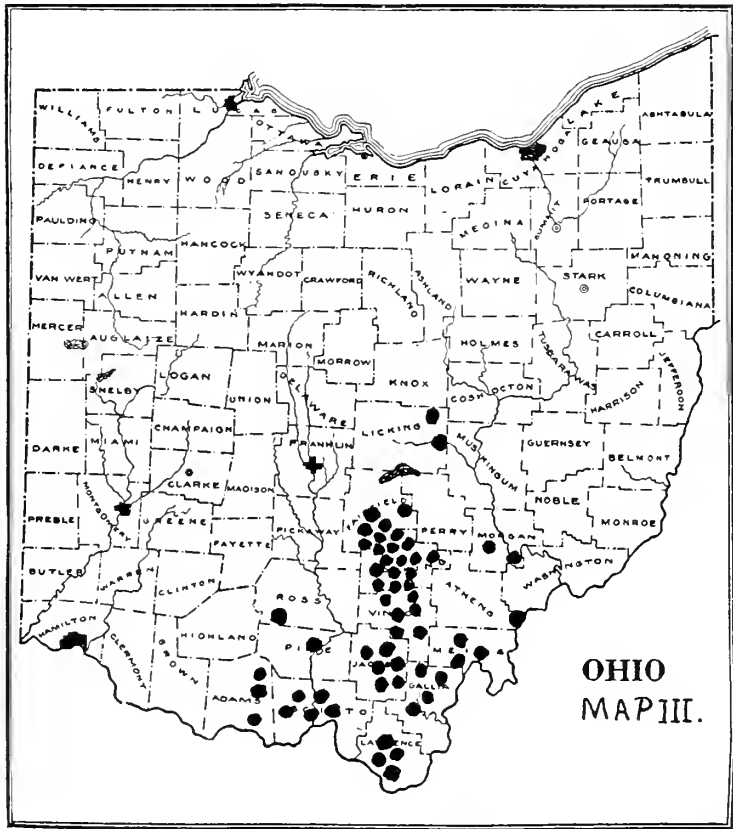 WILLIAMS
FULTON
LUCAS
OTTAWA
LAKE
ASHTABULA
GEAUGA
CUYAHOGA
DEFIANCE
HENRY
WOOD
SANDUSKY
ERIE
LORAIN
TRUMBULL
PORTAGE
SUMMIT
MEDINA
PAULDING
SENECA
HURON
PUTNAM
HANCOCK
MAHONING
VAN WERT
ALLEN
WYANDOT
CRAWFORD
RICHLAND
ASHLAND
WAYNE
STARK
COLUMBIANA
HARDIN
MERCER
AUGLAIZE
MARION
MORROW
HOLMES
TUSCARAWAS
CARROLL
JEFFERSON
LOGAN
SHELBY
UNION
DELAWARE
KNOX
COSHOCTON
HARRISON
DARKE
MIAMI
CHAMPAIGN
FRANKLIN
LICKING
MUSKINGUM
GUERNSEY
BELMONT
CLARKE
MADISON
MONTGOMERY
PREBLE
GREENE
FAYETTE
PICKAWAY
FAIRFIELD
PERRY
MORGAN
NOBLE
MONROE
BUTLER
WARREN
CLINTON
ROSS
ATHENS
WASHINGTON
HAMILTON
CLERMONT
BROWN
HIGHLAND
ADAMS
GALLIA
OHIO
MAP III.